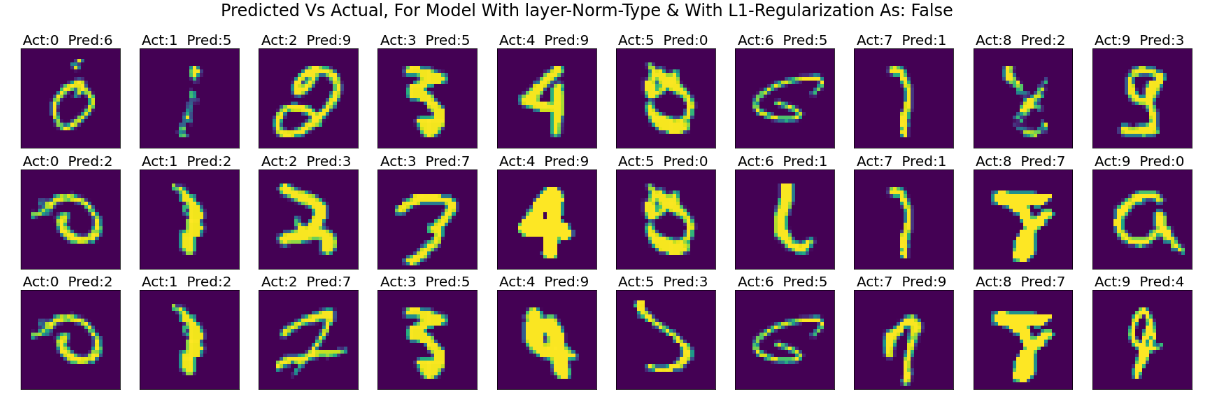 Predicted Vs Actual, For Model With layer-Norm-Type & With L1-Regularization As: False
Act:0 Pred:6 Act:1 Pred:5 Act:2 Pred:9 Act:3 Pred:5 Act:4 Pred:9 Act:5 Pred:0 Act:6 Pred:5 Act:7 Pred:1 Act:8 Pred:2 Act:9 Pred:3
Act:0 Pred:2 Act:1 Pred:2 Act:2 Pred:3 Act:3 Pred:7 Act:4 Pred:9 Act:5 Pred:0 Act:6 Pred:1 Act:7 Pred:1 Act:8 Pred:7 Act:9 Pred:0
Act:0 Pred:2 Act:1 Pred:2 Act:2 Pred:7 Act:3 Pred:5 Act:4 Pred:9 Act:5 Pred:3 Act:6 Pred:5 Act:7 Pred:9 Act:8 Pred:7 Act:9 Pred:4